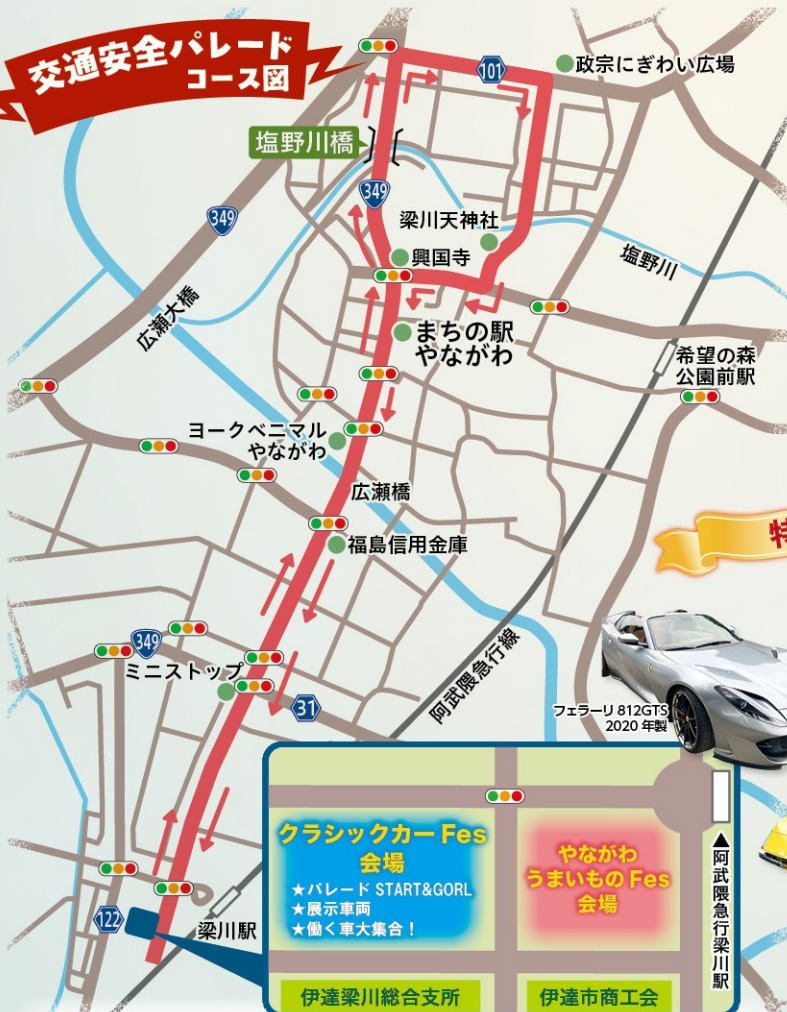 交通安全パレード
コース図
101
政宗にぎわい広場
塩野川橋
349
349
梁川天神社
興国寺
塩野川
広瀬大橋
まちの駅
やながわ
希望の森
公園前駅
ヨークベニマル
やながわ
広瀬橋
福島信用金庫
特
349
ミニストップ
31
阿武隈急行線
フェラーリ 812GTS
2020 年製
クラシックカー Fes
会場
★パレード START&GORL
★展示車両
★働く車大集合！
やながわ
うまいもの Fes
会場
▲阿武隈急行梁川駅
122
梁川駅
伊達梁川総合支所
伊達市商工会